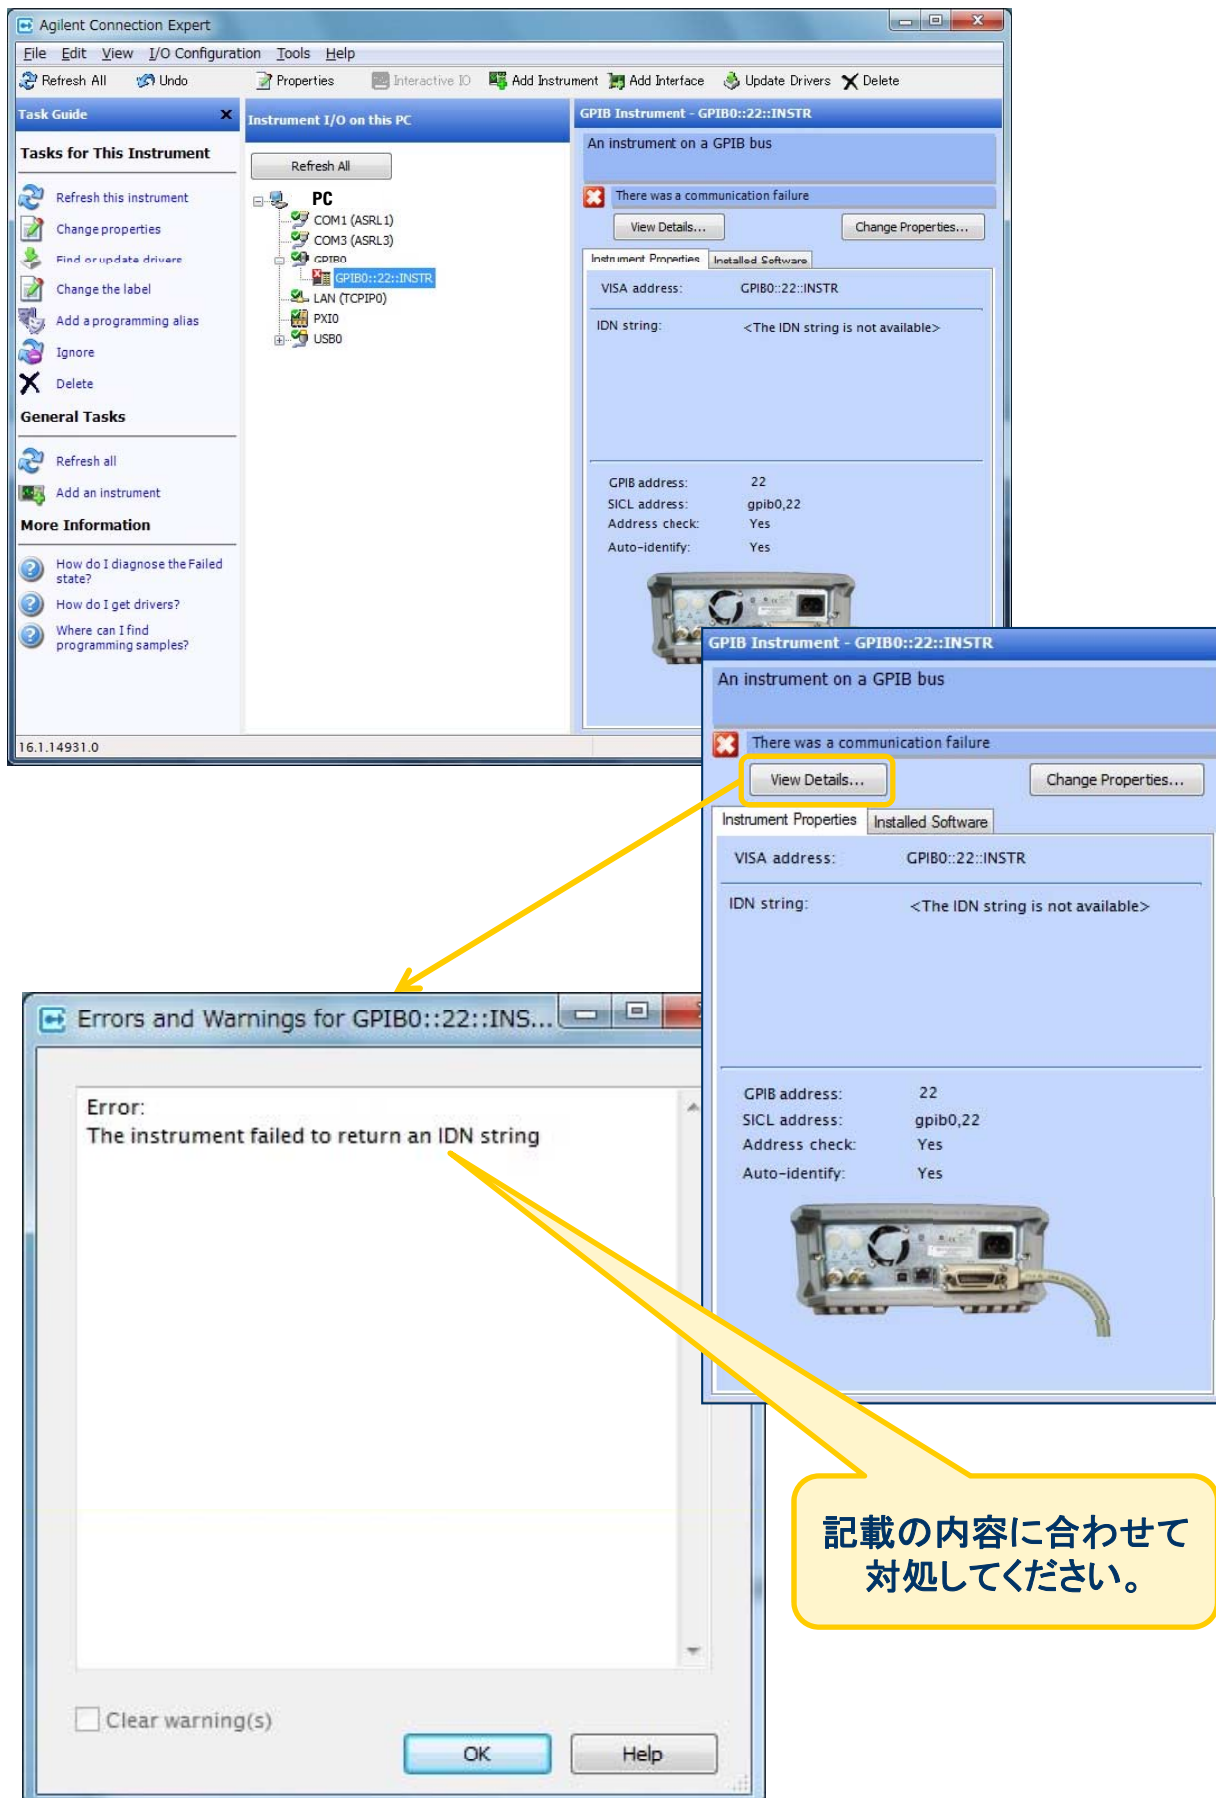 Agilent Connection Expert
File Edit View I/O Configuration Tools Help
Refresh All Undo Properties Interactive IO Add Instrument Add Interface Update Drivers Delete
Task Guide
Tasks for This Instrument
Refresh this instrument
Change properties
Find or update drivers
Change the label
Add a programming alias
Ignore
Delete
General Tasks
Refresh all
Add an instrument
More Information
How do I diagnose the Failed
state?
How do I get drivers?
Where can I find
programming samples?
16.1.14931.0
Instrument I/O on this PC
Refresh All
PC
COM1 (ASRL1)
COM3 (ASRL3)
GPIB0
GPIB0::22::INSTR
LAN (TCPIP0)
PXI0
USB0
GPIB Instrument - GPIB0::22::INSTR
An instrument on a GPIB bus
There was a communication failure
View Details...
Change Properties...
Instrument Properties Installed Software
VISA address: GPIB0::22::INSTR
IDN string: <The IDN string is not available>
GPIB address: 22
SICL address: gpib0,22
Address check: Yes
Auto-identify: Yes
GPIB Instrument - GPIB0::22::INSTR
An instrument on a GPIB bus
There was a communication failure
View Details...
Change Properties...
Instrument Properties Installed Software
VISA address: GPIB0::22::INSTR
IDN string: <The IDN string is not available>
GPIB address: 22
SICL address: gpib0,22
Address check: Yes
Auto-identify: Yes
Errors and Warnings for GPIB0::22::INS...
Error:
The instrument failed to return an IDN string
Clear warning(s)
OK
Help
記載の内容に合わせて
対処してください。